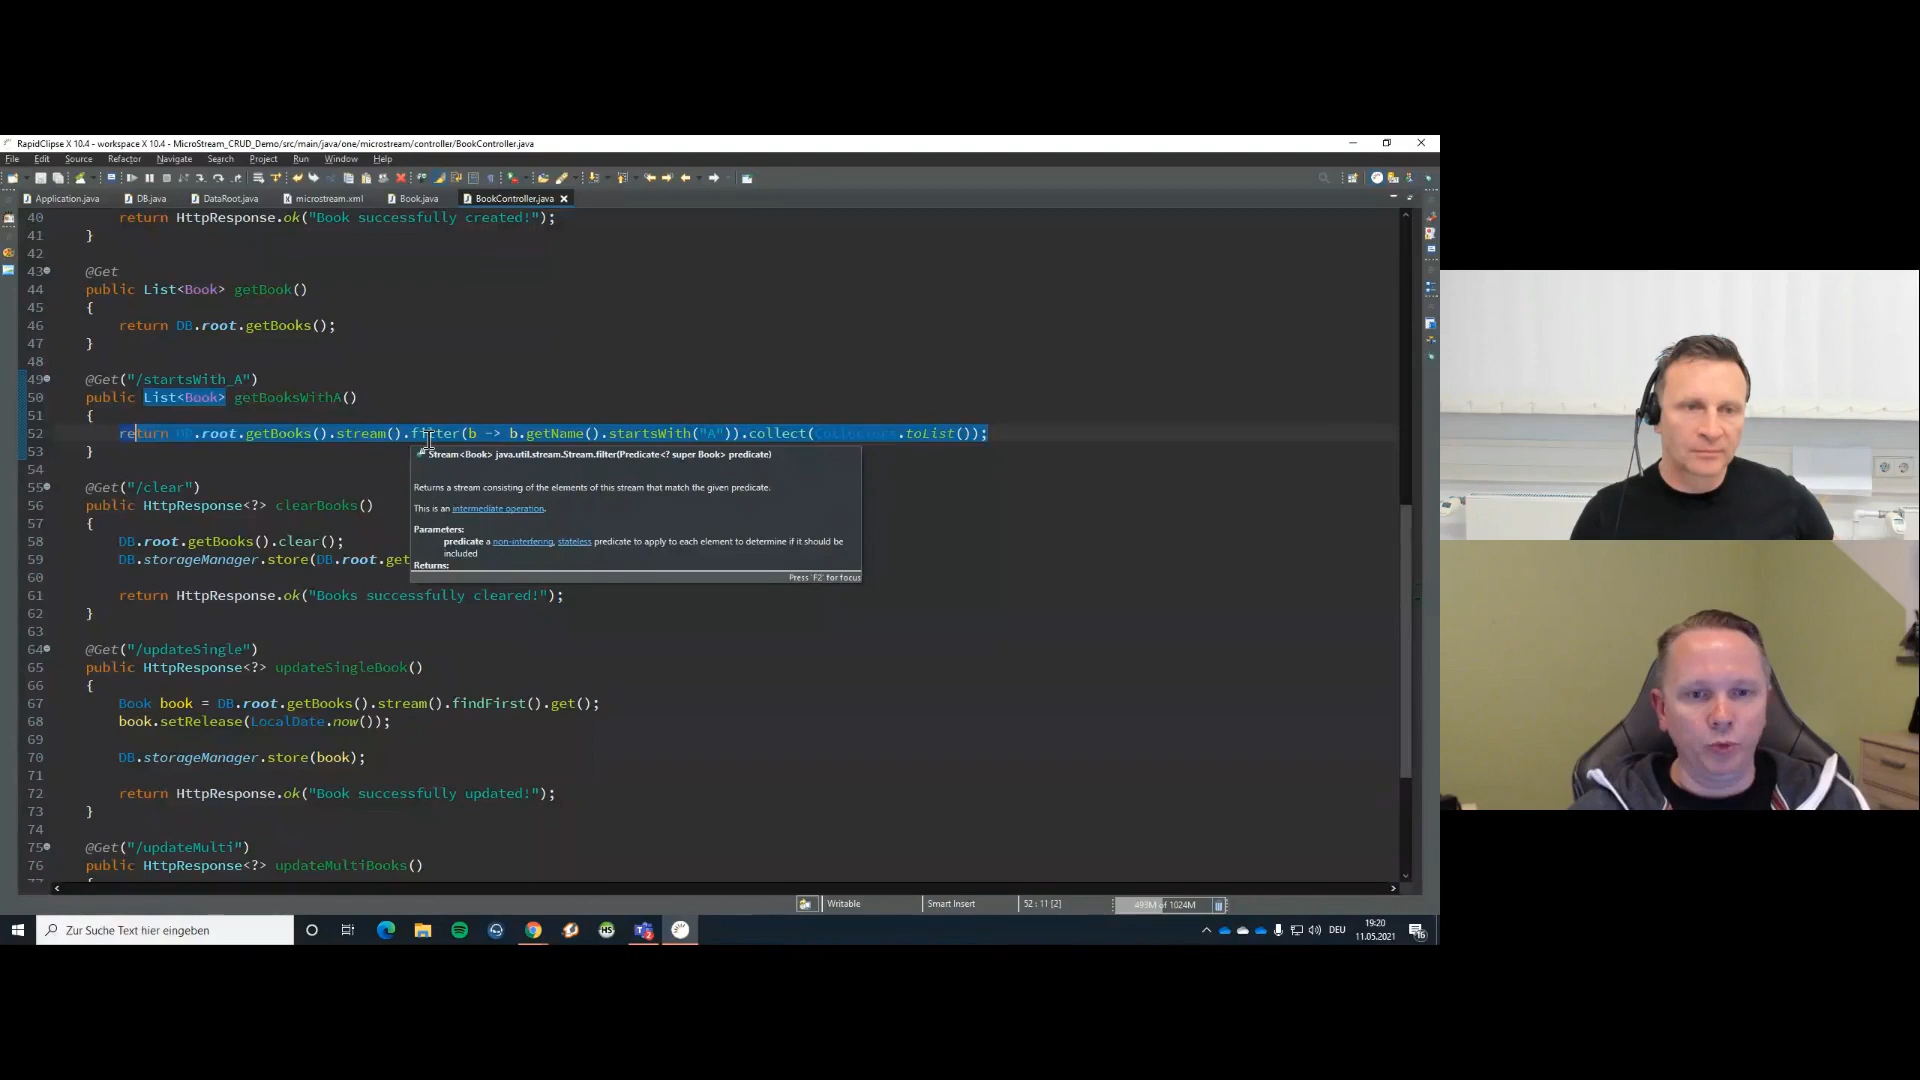 RapidClipse X 10.4 - workspace X 10.4 - MicroStream_CRUD_Demo/src/main/java/one/microstream/controller/BookController.java
File Edit Source Refactor Navigate Search Project Run Window Help
Application.java DB.java DataRoot.java microstream.xml Book.java BookController.java
40 return HttpResponse.ok("Book successfully created!");
41 }
42
43 @Get
44 public List<Book> getBook()
45 {
46 return DB.root.getBooks();
47 }
48
49 @Get("/startsWith_A")
50 public List<Book> getBooksWithA()
51 {
52 return DB.root.getBooks().stream().filter(b -> b.getName().startsWith("A")).collect(Collectors.toList());
53 }
Stream<Book> java.util.stream.Stream.filter(Predicate<? super Book> predicate)
54
Returns a stream consisting of the elements of this stream that match the given predicate.
55 @Get("/clear")
56 public HttpResponse<?> clearBooks()
This is an intermediate operation.
57 {
Parameters:
58 DB.root.getBooks().clear();
predicate a non-interfering, stateless predicate to apply to each element to determine if it should be
included
59 DB.storageManager.store(DB.root.get
Returns:
60
Press 'F2' for focus
61 return HttpResponse.ok("Books successfully cleared!");
62 }
63
64 @Get("/updateSingle")
65 public HttpResponse<?> updateSingleBook()
66 {
67 Book book = DB.root.getBooks().stream().findFirst().get();
68 book.setRelease(LocalDate.now());
69
70 DB.storageManager.store(book);
71
72 return HttpResponse.ok("Book successfully updated!");
73 }
74
75 @Get("/updateMulti")
76 public HttpResponse<?> updateMultiBooks()
77 {
Writable Smart Insert 52 : 11 [2] 493M of 1024M
Zur Suche Text hier eingeben
DEU
19:20
11.05.2021
16